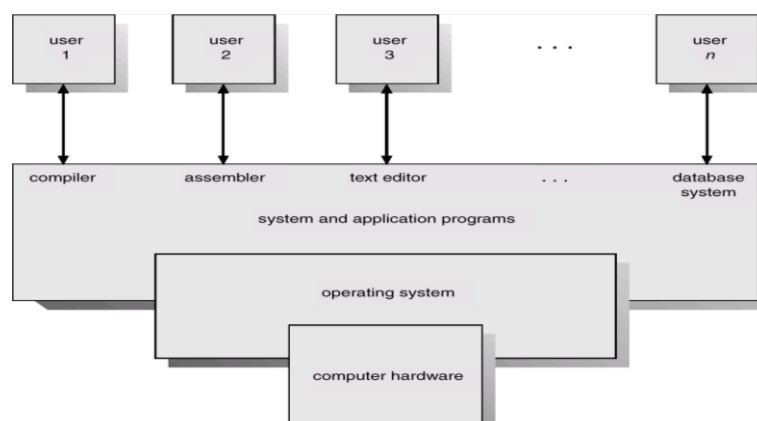 user user user . . . user
1 2 3 n
compiler assembler text editor . . . database
system
system and application programs
operating system
computer hardware